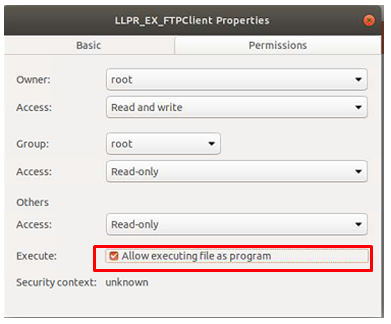 LLPR_EX_FTPClient Properties
Basic Permissions
Owner: root
Access: Read and write
Group: root
Access: Read-only
Others
Access: Read-only
Execute: Allow executing file as program
Security context: unknown